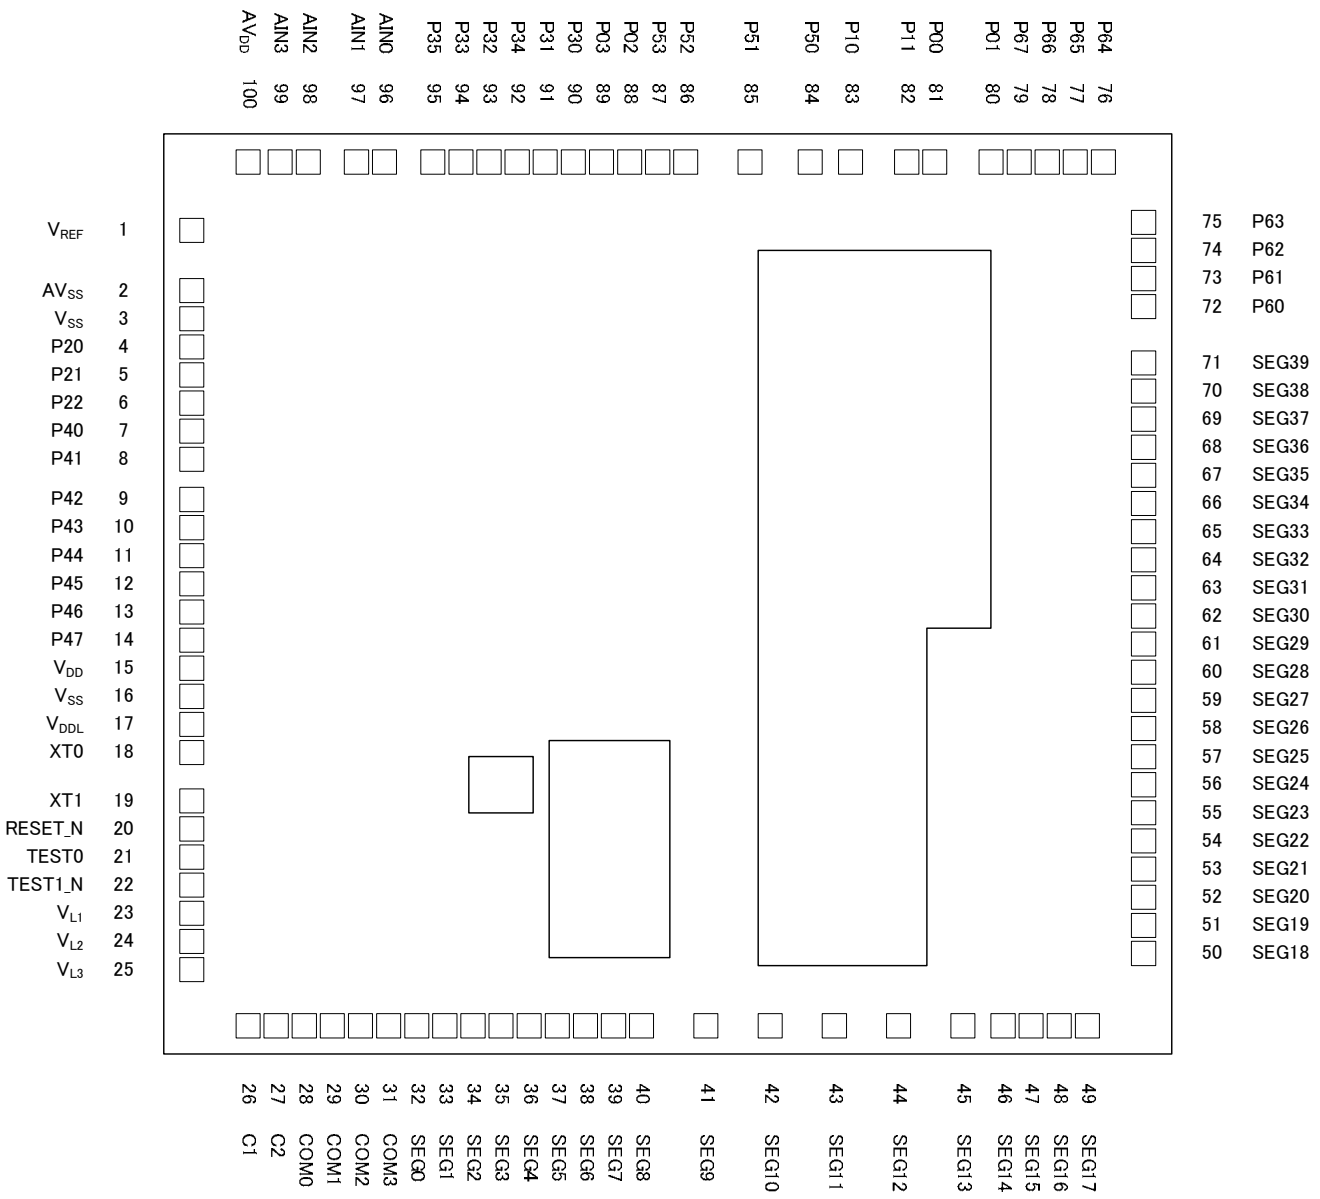 AVDD 100
AIN3 99
AIN2 98
AIN1 97
AIN0 96
P35 95
P33 94
P32 93
P34 92
P31 91
P30 90
P03 89
P02 88
P53 87
P52 86
P51 85
P50 84
P10 83
P11 82
P00 81
P01 80
P67 79
P66 78
P65 77
P64 76
VREF 1
AVSS 2
VSS 3
P20 4
P21 5
P22 6
P40 7
P41 8
P42 9
P43 10
P44 11
P45 12
P46 13
P47 14
VDD 15
VSS 16
VDDL 17
XT0 18
XT1 19
RESET_N 20
TEST0 21
TEST1_N 22
VL1 23
VL2 24
VL3 25
75 P63
74 P62
73 P61
72 P60
71 SEG39
70 SEG38
69 SEG37
68 SEG36
67 SEG35
66 SEG34
65 SEG33
64 SEG32
63 SEG31
62 SEG30
61 SEG29
60 SEG28
59 SEG27
58 SEG26
57 SEG25
56 SEG24
55 SEG23
54 SEG22
53 SEG21
52 SEG20
51 SEG19
50 SEG18
26 C1
27 C2
28 COM0
29 COM1
30 COM2
31 COM3
32 SEG0
33 SEG1
34 SEG2
35 SEG3
36 SEG4
37 SEG5
38 SEG6
39 SEG7
40 SEG8
41 SEG9
42 SEG10
43 SEG11
44 SEG12
45 SEG13
46 SEG14
47 SEG15
48 SEG16
49 SEG17